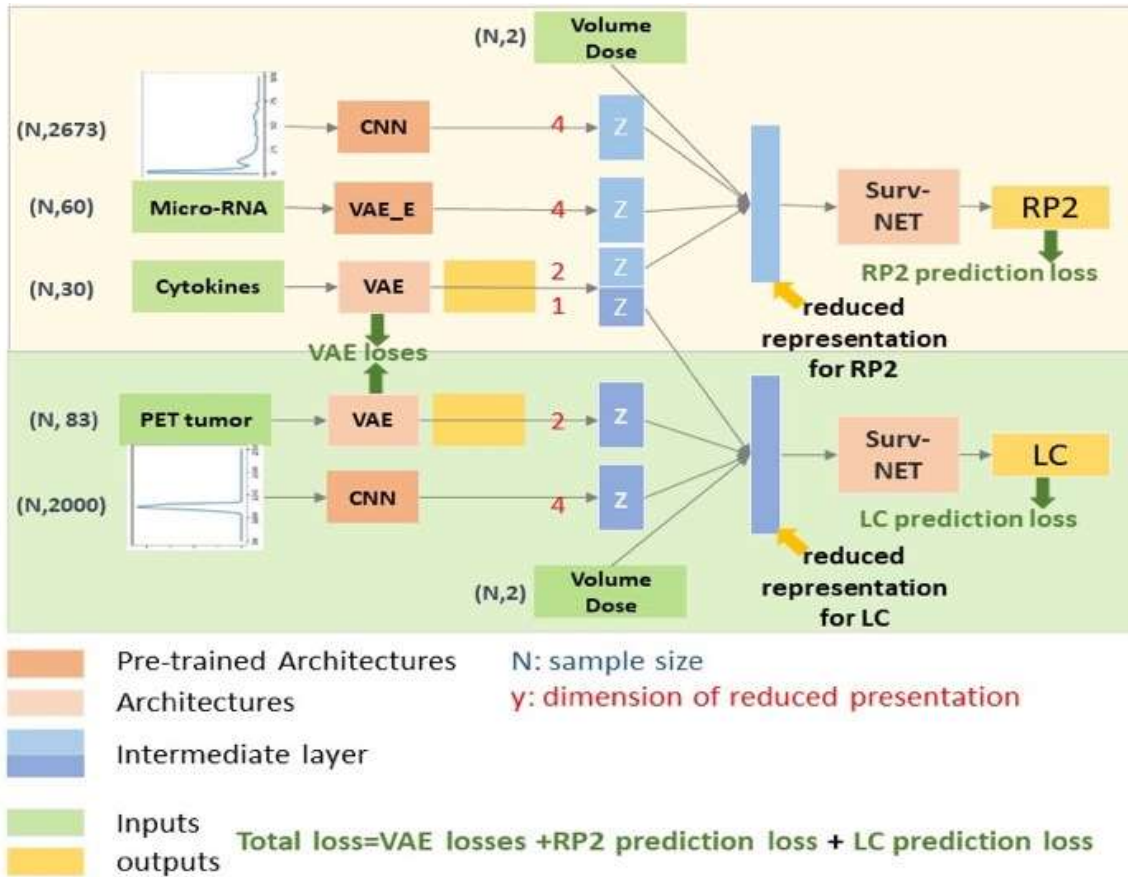 (N,2)
Volume
Dose
(N,2673)
CNN
4
Z
(N,60)
Micro-RNA
VAE_E
4
Z
Surv-
NET
RP2
(N,30)
Cytokines
VAE
2
Z
1
Z
RP2 prediction loss
VAE loses
reduced
representation
for RP2
(N, 83)
PET tumor
VAE
2
Z
Surv-
NET
LC
(N,2000)
CNN
4
Z
LC prediction loss
(N,2)
Volume
Dose
reduced
representation
for LC
Pre-trained Architectures
N: sample size
Architectures
y: dimension of reduced presentation
Intermediate layer
Inputs
outputs
Total loss=VAE losses +RP2 prediction loss + LC prediction loss